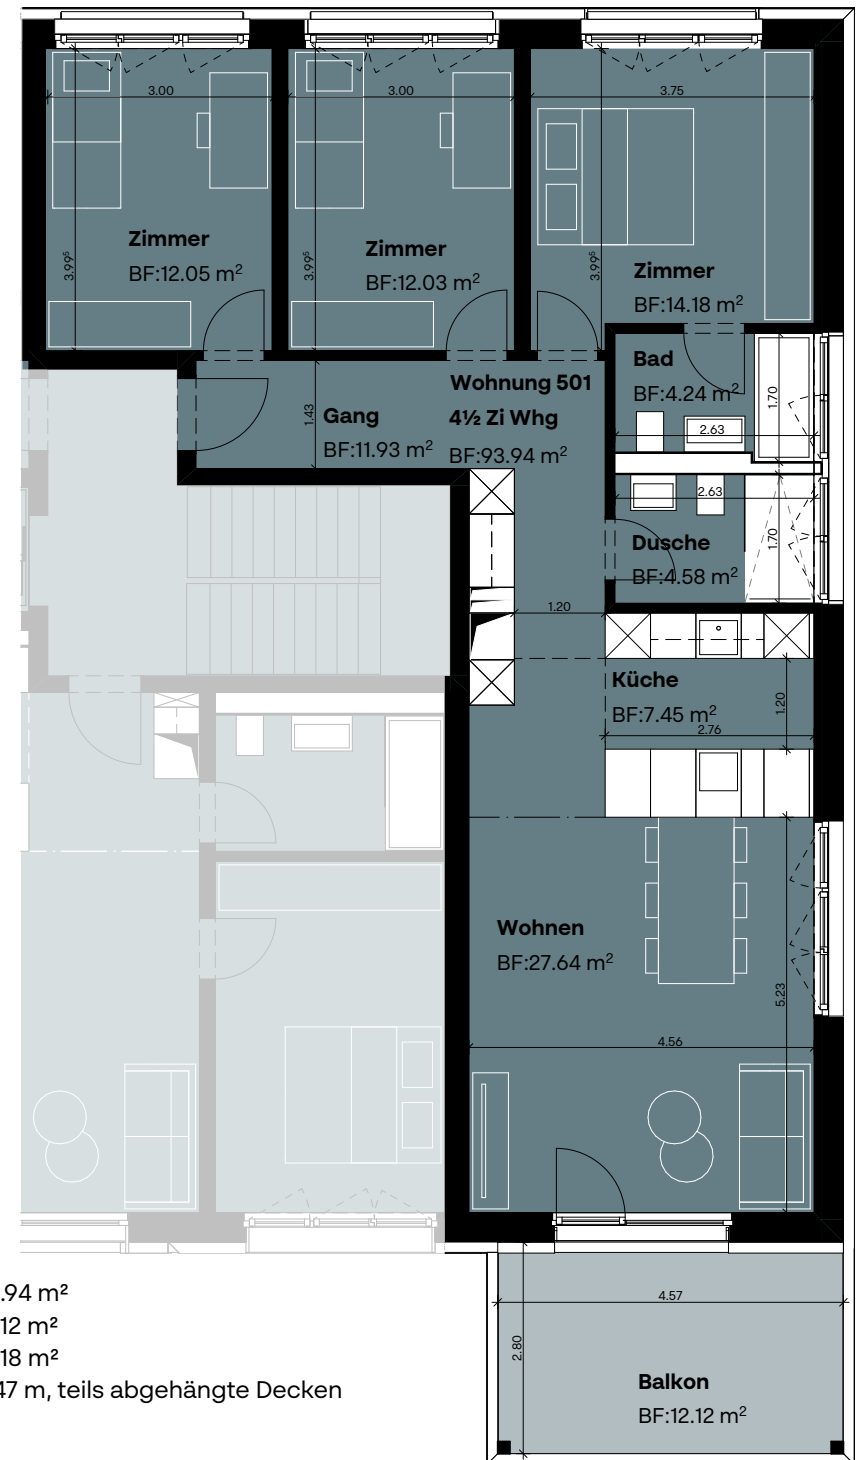 3.00
3.00
3.75
3.99⁵
3.99⁵
3.99⁵
Zimmer
BF:12.05 m²
Zimmer
BF:12.03 m²
Zimmer
BF:14.18 m²
Bad
BF:4.24 m²
1.70
2.63
Wohnung 501
4½ Zi Whg
BF:93.94 m²
1.43
Gang
BF:11.93 m²
2.63
1.70
Dusche
BF:4.58 m²
1.20
Küche
BF:7.45 m²
1.20
2.76
Wohnen
BF:27.64 m²
5.23
4.56
.94 m²
12 m²
18 m²
47 m, teils abgehängte Decken
4.57
2.80
Balkon
BF:12.12 m²